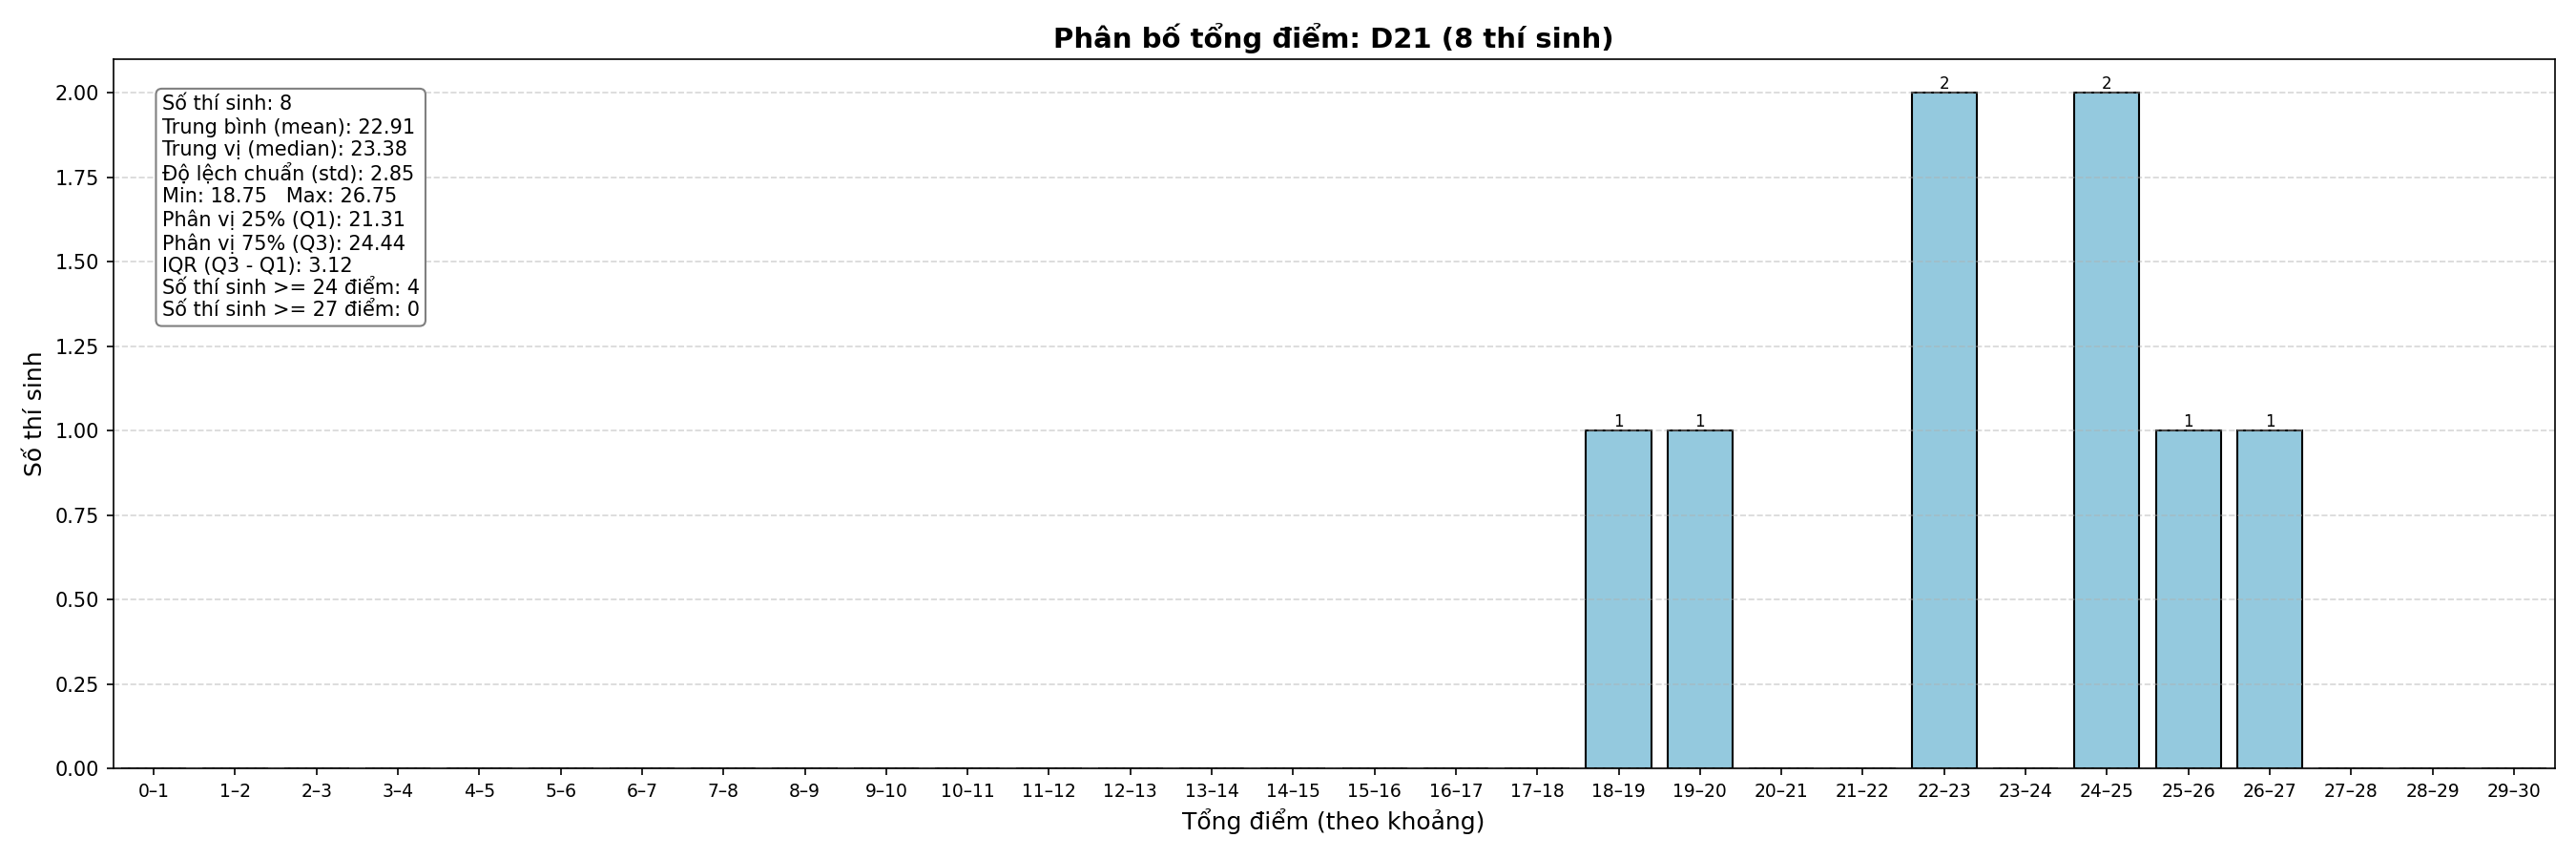 Phân bố tổng điểm: D21 (8 thí sinh)
Số thí sinh: 8
Trung bình (mean): 22.91
Trung vị (median): 23.38
Độ lệch chuẩn (std): 2.85
Min: 18.75   Max: 26.75
Phân vị 25% (Q1): 21.31
Phân vị 75% (Q3): 24.44
IQR (Q3 - Q1): 3.12
Số thí sinh >= 24 điểm: 4
Số thí sinh >= 27 điểm: 0
Số thí sinh
2.00
1.75
1.50
1.25
1.00
0.75
0.50
0.25
0.00
1 1 2 2 1 1
0–1 1–2 2–3 3–4 4–5 5–6 6–7 7–8 8–9 9–10 10–11 11–12 12–13 13–14 14–15 15–16 16–17 17–18 18–19 19–20 20–21 21–22 22–23 23–24 24–25 25–26 26–27 27–28 28–29 29–30
Tổng điểm (theo khoảng)